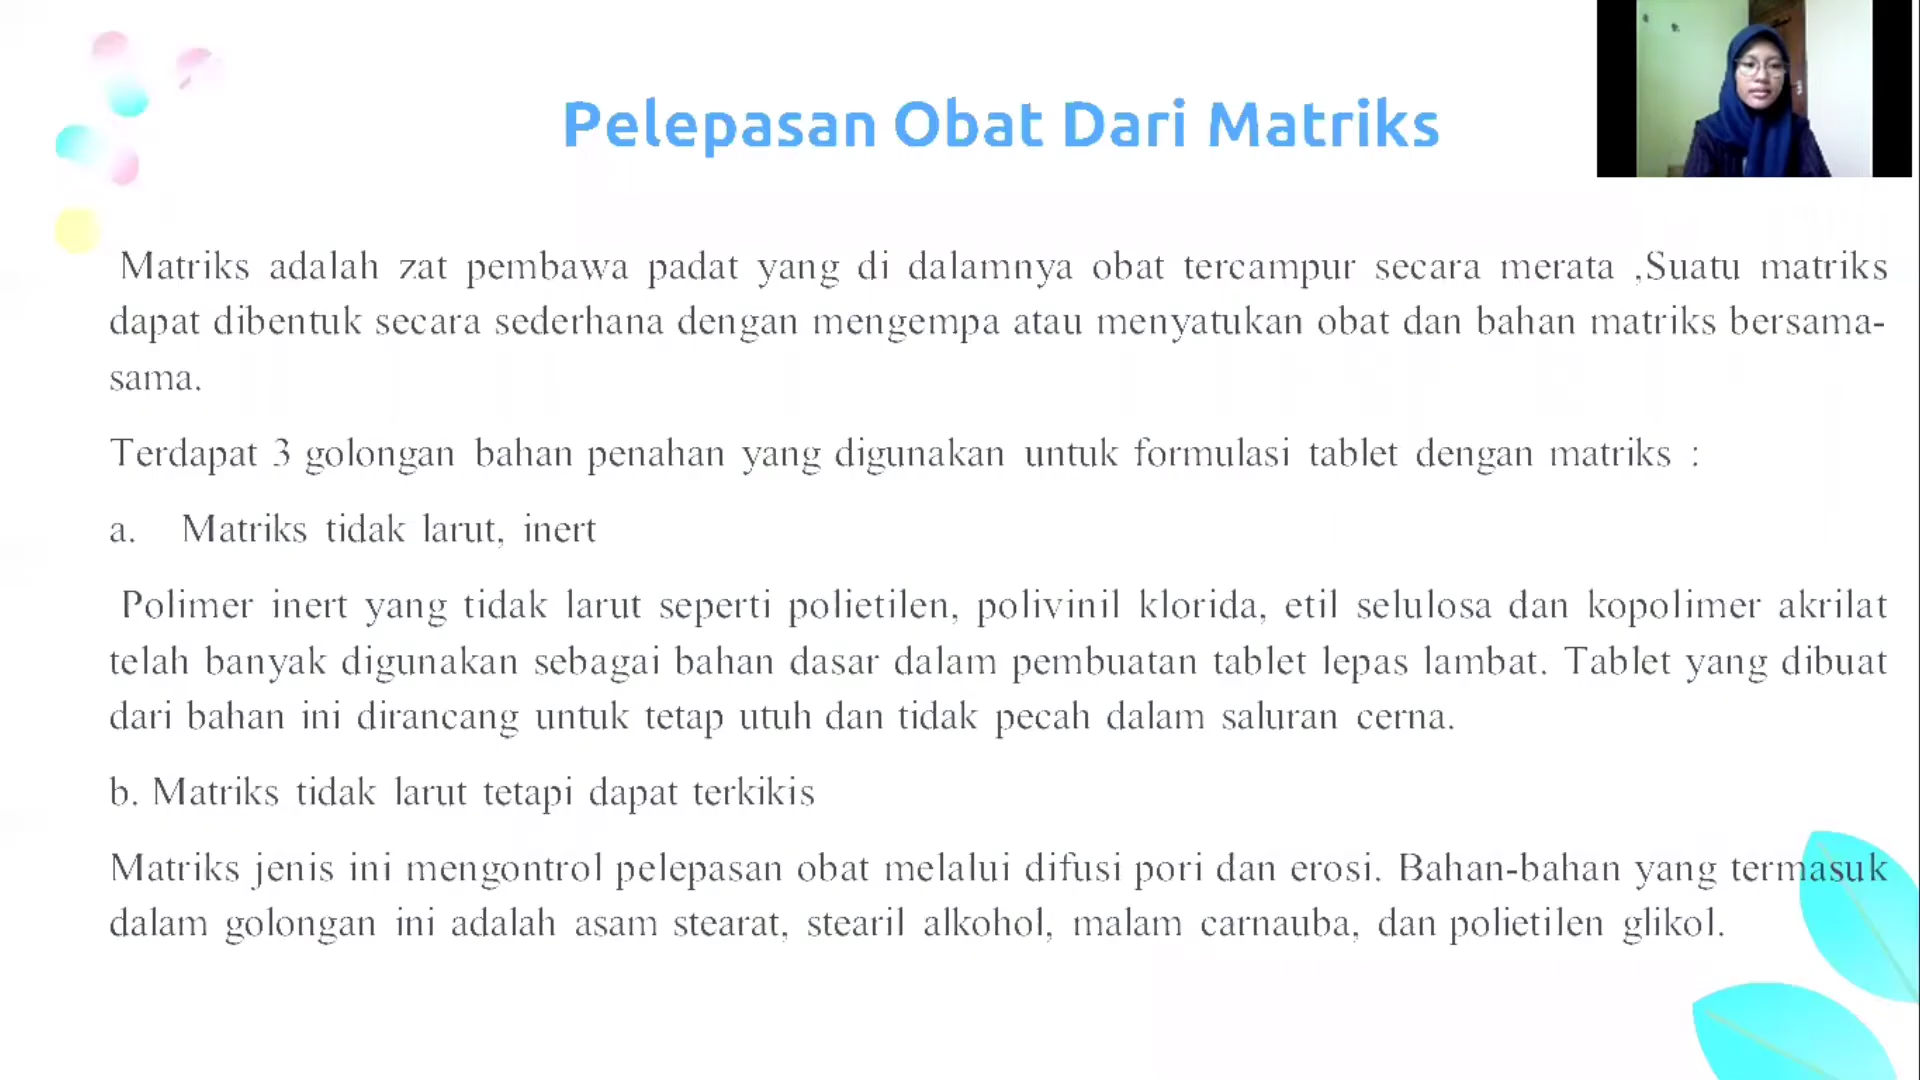 Pelepasan Obat Dari Matriks
Matriks adalah zat pembawa padat yang di dalamnya obat tercampur secara merata ,Suatu matriks
dapat dibentuk secara sederhana dengan mengempa atau menyatukan obat dan bahan matriks bersama-
sama.
Terdapat 3 golongan bahan penahan yang digunakan untuk formulasi tablet dengan matriks :
a. Matriks tidak larut, inert
Polimer inert yang tidak larut seperti polietilen, polivinil klorida, etil selulosa dan kopolimer akrilat
telah banyak digunakan sebagai bahan dasar dalam pembuatan tablet lepas lambat. Tablet yang dibuat
dari bahan ini dirancang untuk tetap utuh dan tidak pecah dalam saluran cerna.
b. Matriks tidak larut tetapi dapat terkikis
Matriks jenis ini mengontrol pelepasan obat melalui difusi pori dan erosi. Bahan-bahan yang termasuk
dalam golongan ini adalah asam stearat, stearil alkohol, malam carnauba, dan polietilen glikol.